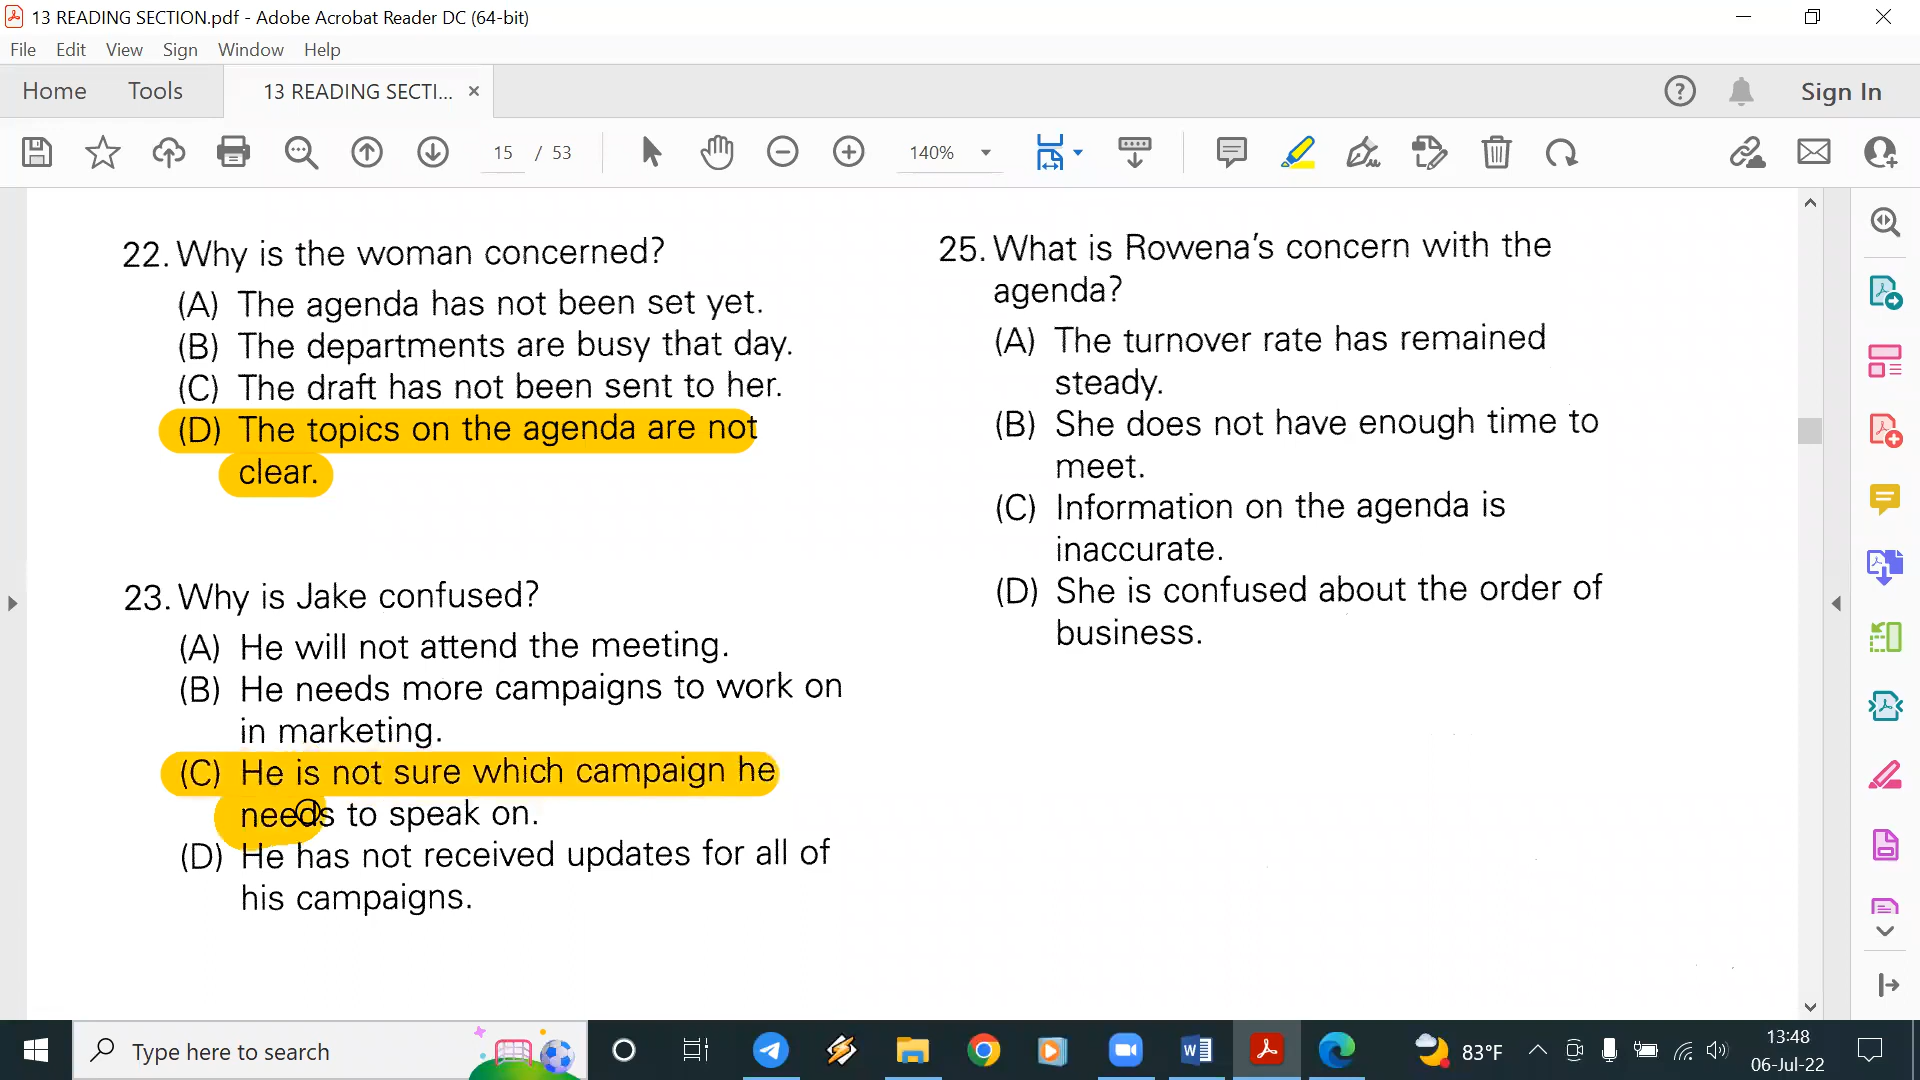 13 READING SECTION.pdf - Adobe Acrobat Reader DC (64-bit)
File Edit View Sign Window Help
Home Tools 13 READING SECTI... × Sign In
15 / 53 140%
22. Why is the woman concerned?
(A) The agenda has not been set yet.
(B) The departments are busy that day.
(C) The draft has not been sent to her.
(D) The topics on the agenda are not
clear.
23. Why is Jake confused?
(A) He will not attend the meeting.
(B) He needs more campaigns to work on
in marketing.
(C) He is not sure which campaign he
needs to speak on.
(D) He has not received updates for all of
his campaigns.
25. What is Rowena's concern with the
agenda?
(A) The turnover rate has remained
steady.
(B) She does not have enough time to
meet.
(C) Information on the agenda is
inaccurate.
(D) She is confused about the order of
business.
Type here to search
83°F
13:48
06-Jul-22